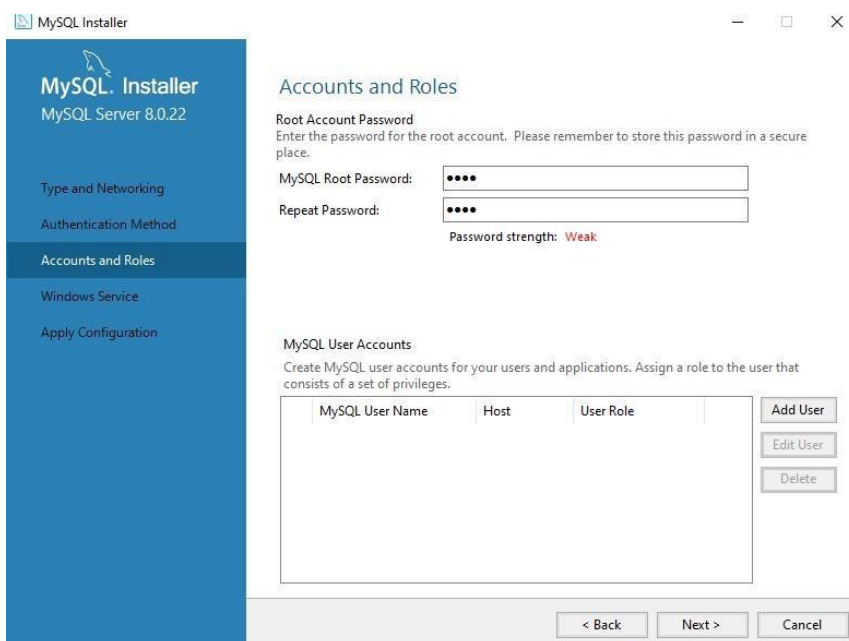 MySQL Installer
MySQL. Installer
MySQL Server 8.0.22
Type and Networking
Authentication Method
Accounts and Roles
Windows Service
Apply Configuration
Accounts and Roles
Root Account Password
Enter the password for the root account. Please remember to store this password in a secure
place.
MySQL Root Password: ●●●●
Repeat Password: ●●●●
Password strength: Weak
MySQL User Accounts
Create MySQL user accounts for your users and applications. Assign a role to the user that
consists of a set of privileges.
MySQL User Name Host User Role
Add User
Edit User
Delete
< Back Next > Cancel